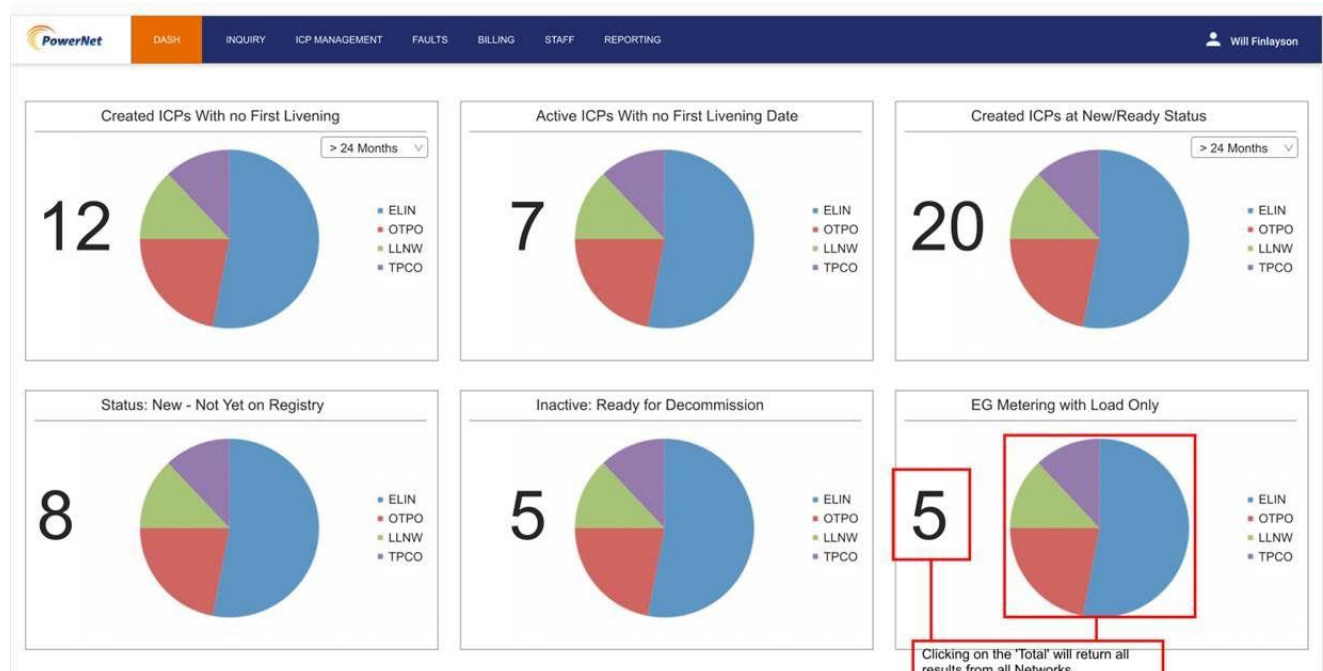 PowerNet
DASH
INQUIRY
ICP MANAGEMENT
FAULTS
BILLING
STAFF
REPORTING
Will Finlayson
Created ICPs With no First Livening
> 24 Months
12
ELIN
OTPO
LLNW
TPCO
Active ICPs With no First Livening Date
7
ELIN
OTPO
LLNW
TPCO
Created ICPs at New/Ready Status
> 24 Months
20
ELIN
OTPO
LLNW
TPCO
Status: New - Not Yet on Registry
8
ELIN
OTPO
LLNW
TPCO
Inactive: Ready for Decommission
5
ELIN
OTPO
LLNW
TPCO
EG Metering with Load Only
5
ELIN
OTPO
LLNW
TPCO
Clicking on the 'Total' will return all
results from all Networks